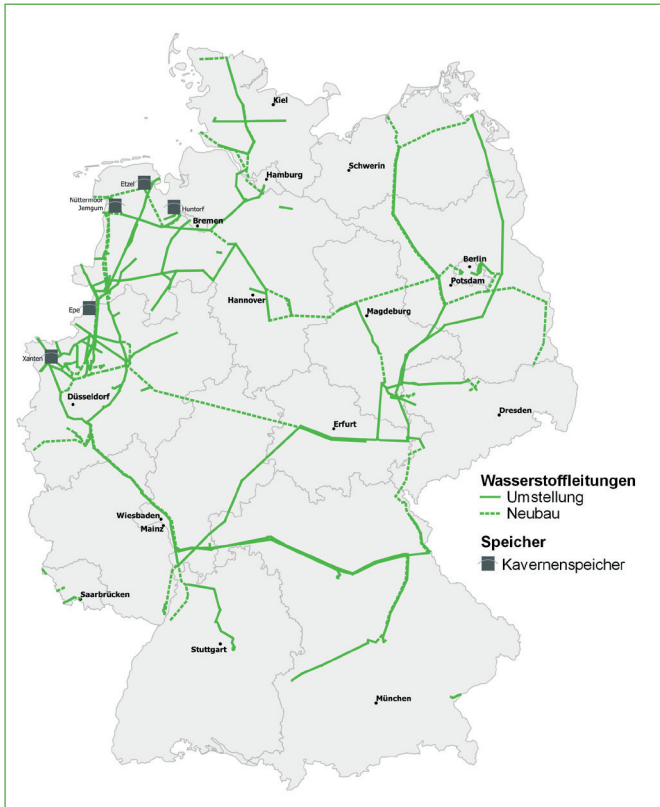 Kiel
Schwerin
Hamburg
Etzel
Nüttermoor
Jemgum
Huntorf
Bremen
Berlin
Potsdam
Hannover
Magdeburg
Epe
Xanten
Düsseldorf
Dresden
Erfurt
Wasserstoffleitungen
Umstellung
Neubau
Speicher
Kavernenspeicher
Wiesbaden
Mainz
Saarbrücken
Stuttgart
München